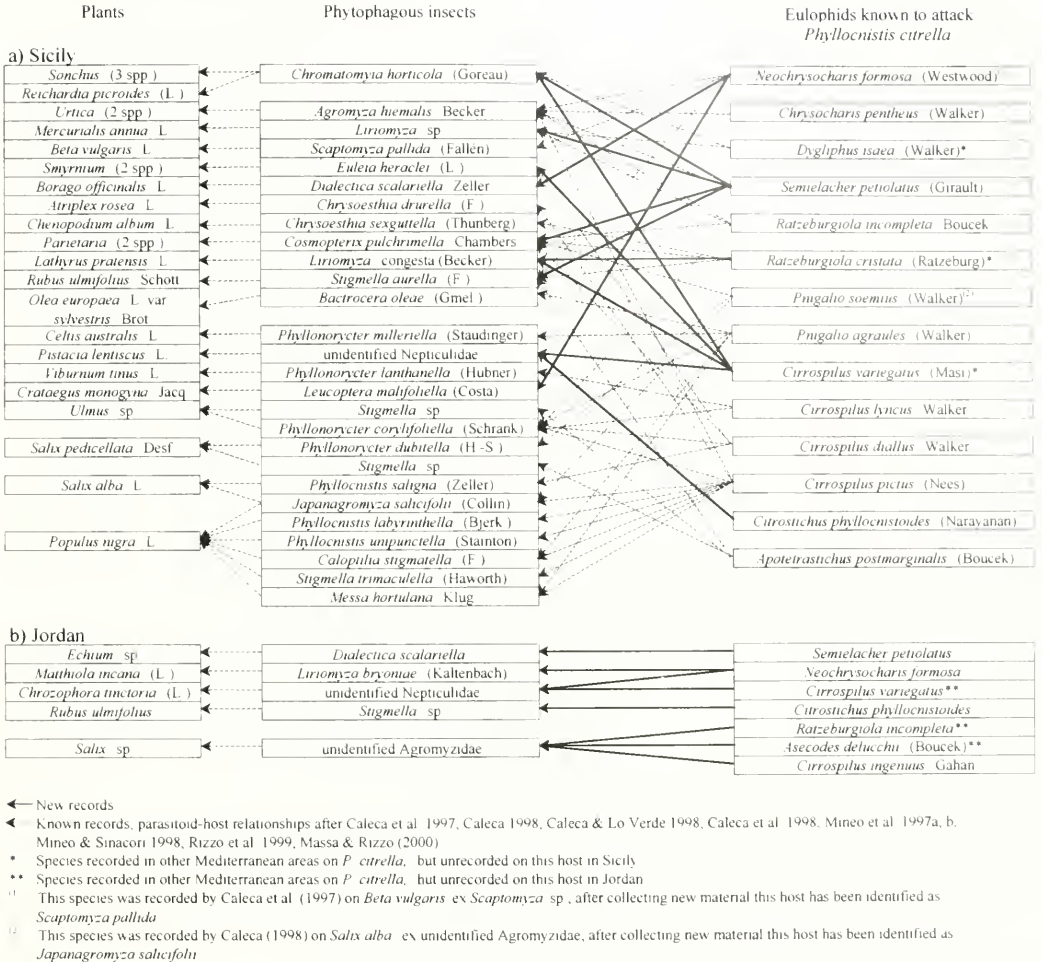 Plants
Phytophagous insects
Eulophids known to attack
Phyllocnistis citrella
a) Sicily
Sonchus (3 spp )
Reichardia picroides (L )
Urtica (2 spp )
Mercurialis annua L
Beta vulgaris L
Smyrnium (2 spp )
Borago officinalis L
Atriplex rosea L
Chenopodium album L
Parietaria (2 spp )
Lathyrus pratensis L
Rubus ulmifolius Schott
Olea europaea L var
sylvestris Brot
Celtis australis L
Pistacia lentiscus L
Viburnum tinus L
Crataegus monogyna Jacq
Ulmus sp
Salix pedicellata Desf
Salix alba L
Populus nigra L
Chromatomyia horticola (Goreau)
Agromyza hiemalis Becker
Liriomyza sp
Scaptomyza pallida (Fallén)
Euleia heraclei (L )
Dialectica scalariella Zeller
Chrysoesthia drurella (F )
Chrysoesthia sexguttella (Thunberg)
Cosmopterix pulchrimella Chambers
Liriomyza congesta (Becker)
Stigmella aurella (F )
Bactrocera oleae (Gmel )
Phyllonorycter milleriella (Staudinger)
unidentified Nepticulidae
Phyllonorycter lanthanella (Hubner)
Leucoptera malifoliella (Costa)
Stigmella sp
Phyllonorycter corylifoliella (Schrank)
Phyllonorycter dubitella (H -S )
Stigmella sp
Phyllocnistis saligna (Zeller)
Japanagromyza salicifolii (Collin)
Phyllocnistis labyrinthella (Bjerk )
Phyllocnistis unipunctella (Stainton)
Caloptilia stigmatella (F )
Stigmella trimaculella (Haworth)
Messa hortulana Klug
Neochrysocharis formosa (Westwood)
Chrysocharis pentheus (Walker)
Dygliphus isaea (Walker)*
Semielacher petiolatus (Girault)
Ratzeburgiola incompleta Boucek
Ratzeburgiola cristata (Ratzeburg)*
Pnigalio soemius (Walker)(2)
Pnigalio agraules (Walker)
Cirrospilus variegatus (Masi)*
Cirrospilus lyncus Walker
Cirrospilus diallus Walker
Cirrospilus pictus (Nees)
Citrostichus phyllocnistoides (Narayanan)
Apotetrastichus postmarginalis (Boucek)
b) Jordan
Echium sp
Matthiola incana (L )
Chrozophora tinctoria (L )
Rubus ulmifolius
Salix sp
Dialectica scalariella
Liriomyza bryoniae (Kaltenbach)
unidentified Nepticulidae
Stigmella sp
unidentified Agromyzidae
Semielacher petiolatus
Neochrysocharis formosa
Cirrospilus variegatus**
Citrostichus phyllocnistoides
Ratzeburgiola incompleta**
Asecodes delucchii (Boucek)**
Cirrospilus ingenuus Gahan
New records
Known records, parasitoid-host relationships after Caleca et al 1997, Caleca 1998, Caleca & Lo Verde 1998, Caleca et al 1998, Mineo et al 1997a, b.
Mineo & Sinacori 1998, Rizzo et al 1999, Massa & Rizzo (2000)
* Species recorded in other Mediterranean areas on P citrella, but unrecorded on this host in Sicily
** Species recorded in other Mediterranean areas on P citrella, but unrecorded on this host in Jordan
This species was recorded by Caleca et al (1997) on Beta vulgaris ex Scaptomyza sp , after collecting new material this host has been identified as
Scaptomyza pallida
This species was recorded by Caleca (1998) on Salix alba ex unidentified Agromyzidae, after collecting new material this host has been identified as
Japanagromyza salicifolii